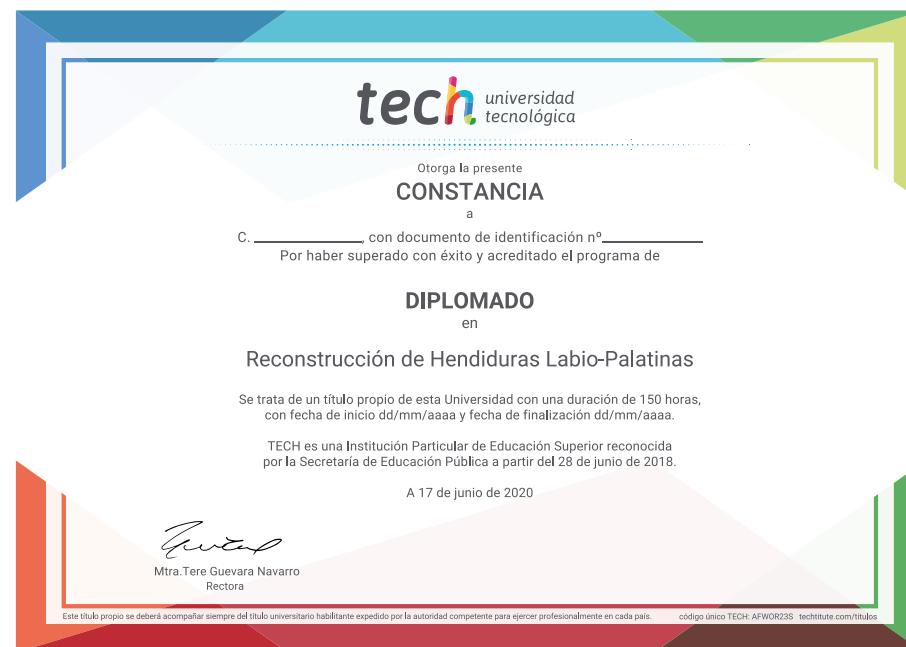 tech universidad
tecnológica
Otorga la presente
CONSTANCIA
a
C. ______________, con documento de identificación nº_____________
Por haber superado con éxito y acreditado el programa de
DIPLOMADO
en
Reconstrucción de Hendiduras Labio-Palatinas
Se trata de un título propio de esta Universidad con una duración de 150 horas,
con fecha de inicio dd/mm/aaaa y fecha de finalización dd/mm/aaaa.
TECH es una Institución Particular de Educación Superior reconocida
por la Secretaría de Educación Pública a partir del 28 de junio de 2018.
A 17 de junio de 2020
Mtra.Tere Guevara Navarro
Rectora
Este título propio se deberá acompañar siempre del título universitario habilitante expedido por la autoridad competente para ejercer profesionalmente en cada país. código único TECH: AFWOR23S techtitute.com/titulos